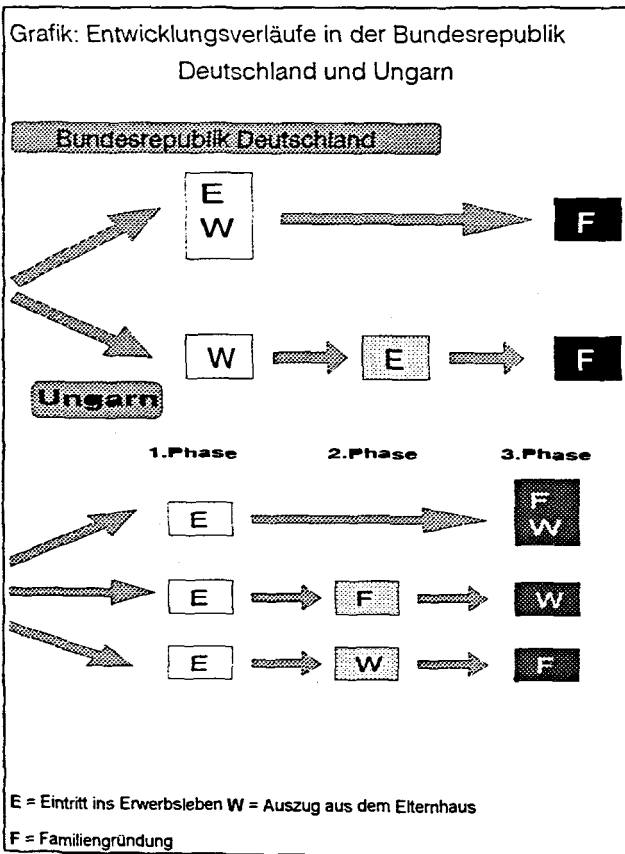 Grafik: Entwicklungsverläufe in der Bundesrepublik
Deutschland und Ungarn
Bundesrepublik Deutschland
E
W
F
W E F
Ungarn
1.Phase 2.Phase 3.Phase
E F
W
E F W
E W F
E = Eintritt ins Erwerbsleben W = Auszug aus dem Elternhaus
F = Familiengründung